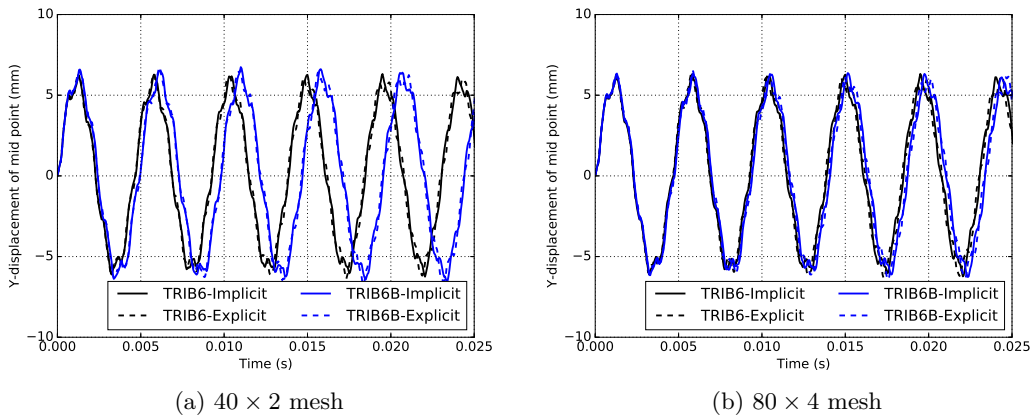 10
5
0
−5
−10
Y-displacement of mid point (mm)
TRIB6-Implicit
TRIB6-Explicit
TRIB6B-Implicit
TRIB6B-Explicit
0.000 0.005 0.010 0.015 0.020 0.025
Time (s)
(a) 40 × 2 mesh
10
5
0
−5
−10
Y-displacement of mid point (mm)
TRIB6-Implicit
TRIB6-Explicit
TRIB6B-Implicit
TRIB6B-Explicit
0.000 0.005 0.010 0.015 0.020 0.025
Time (s)
(b) 80 × 4 mesh